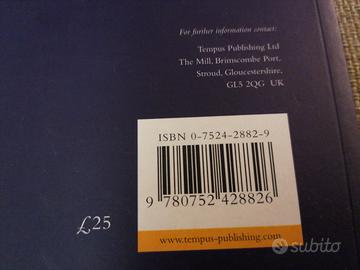 For further information contact:
Tempus Publishing Ltd
The Mill, Brimscombe Port,
Stroud, Gloucestershire,
GL5 2QG UK
ISBN 0-7524-2882-9
9 780752 428826
£25
www.tempus-publishing.com
subito